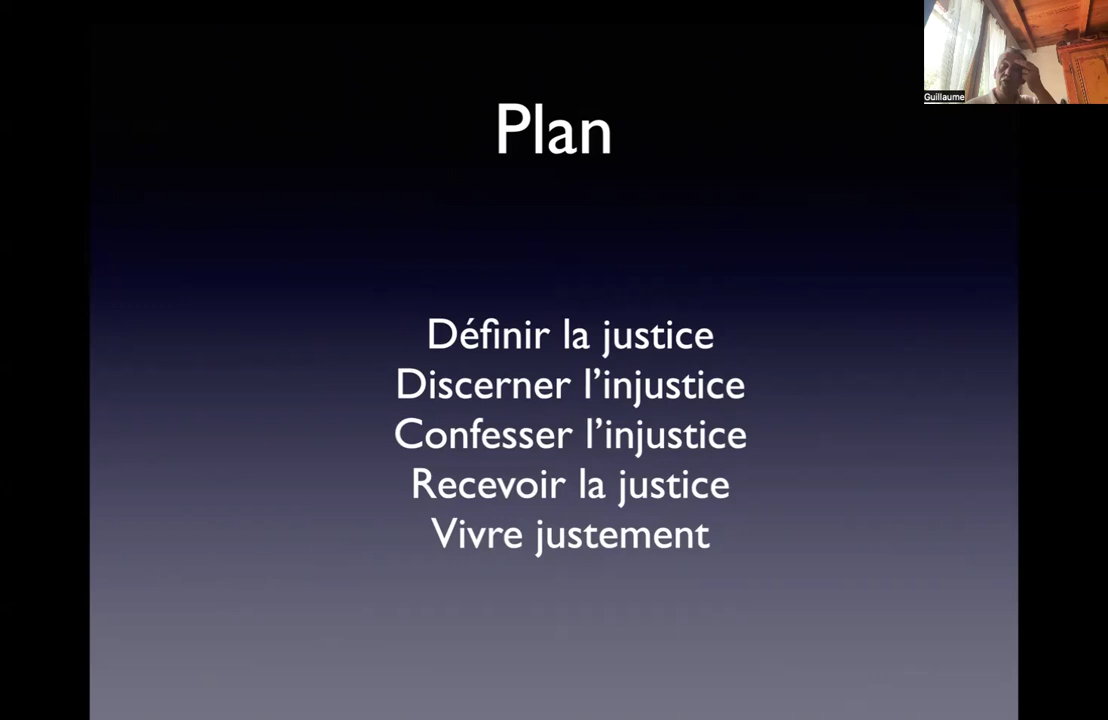 Guillaume
Plan
Définir la justice
Discerner l’injustice
Confesser l’injustice
Recevoir la justice
Vivre justement